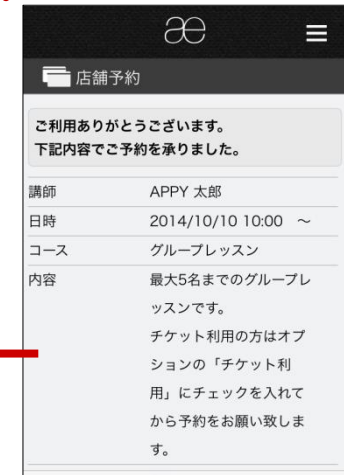 æ
店舗予約
ご利用ありがとうございます。
下記内容でご予約を承りました。
講師 APPY 太郎
日時 2014/10/10 10:00 ～
コース グループレッスン
内容 最大5名までのグループレ
ッスンです。
チケット利用の方はオプ
ションの「チケット利
用」にチェックを入れて
から予約をお願い致しま
す。